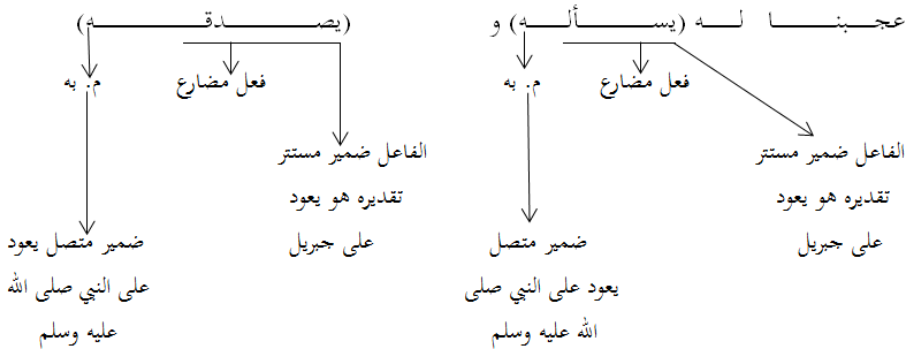 عجبنا له (يسأله) و (يصدقه)
فعل مضارع م. به فعل مضارع م. به
الفاعل ضمير مستتر الفاعل ضمير مستتر
تقديره هو يعود تقديره هو يعود
على جبريل ضمير متصل على جبريل ضمير متصل يعود
يعود على النبي صلى على النبي صلى الله
الله عليه وسلم عليه وسلم